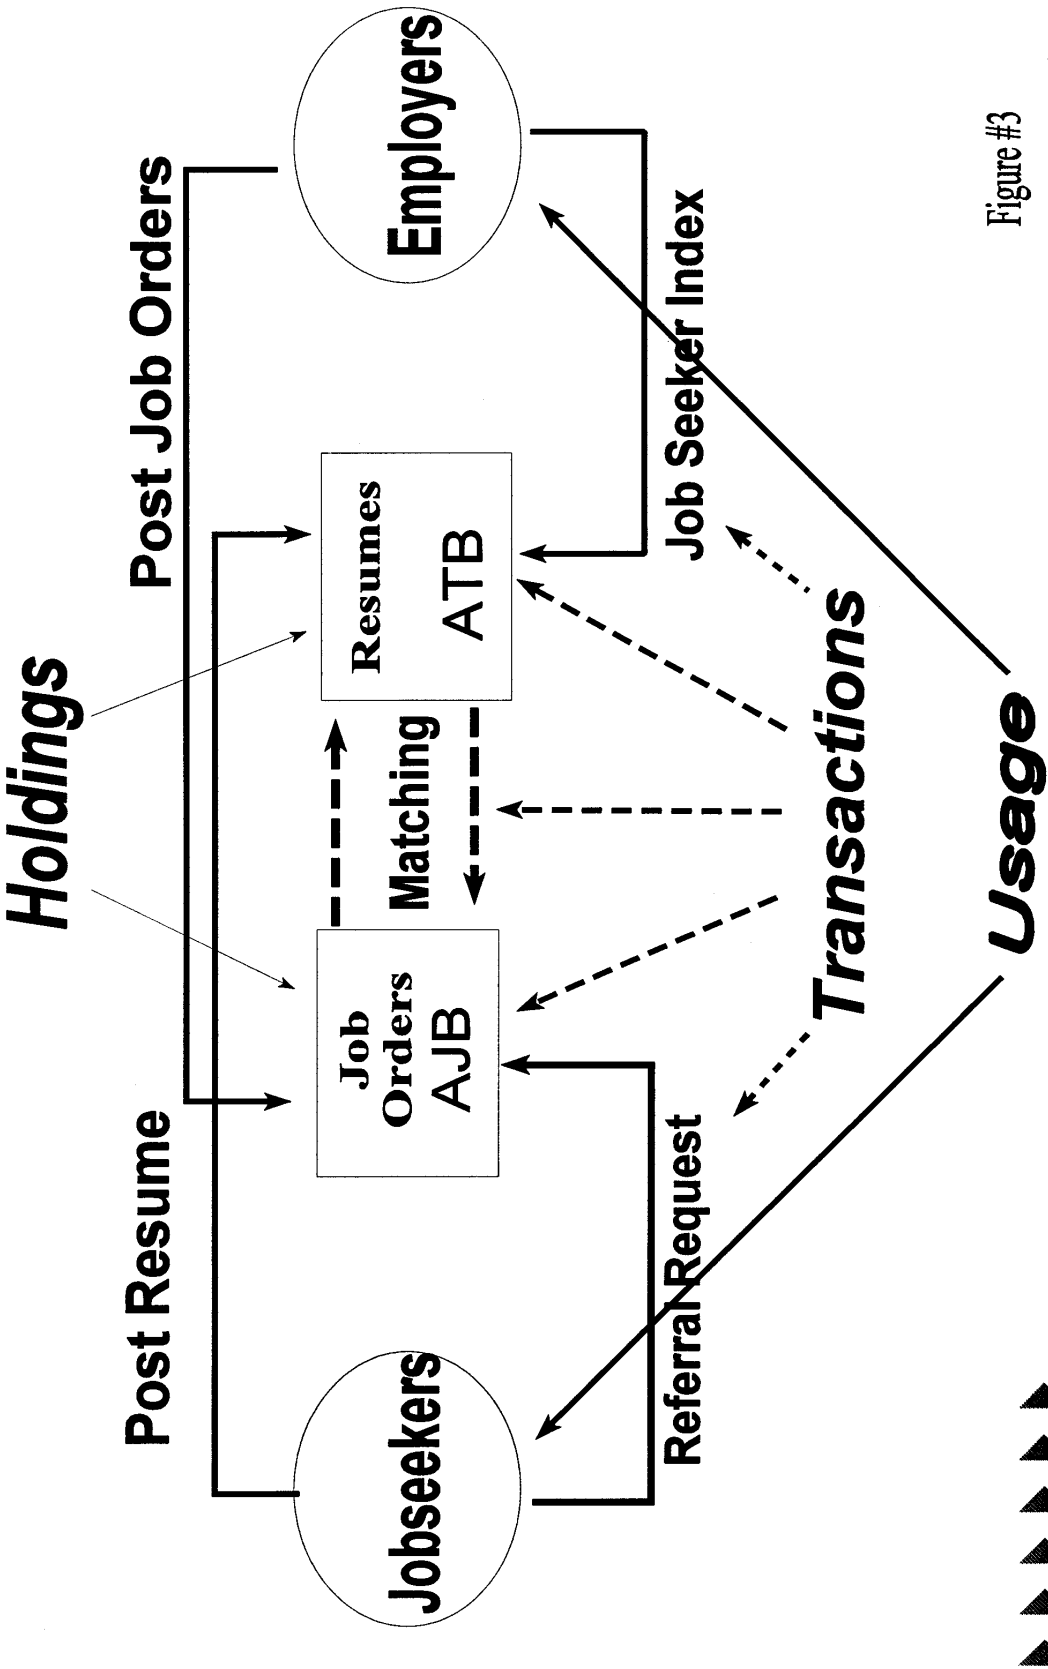 Holdings
Post Resume
Post Job Orders
Jobseekers
Job
Orders
AJB
Matching
Resumes
ATB
Employers
Referral Request
Job Seeker Index
Transactions
Usage
Figure #3